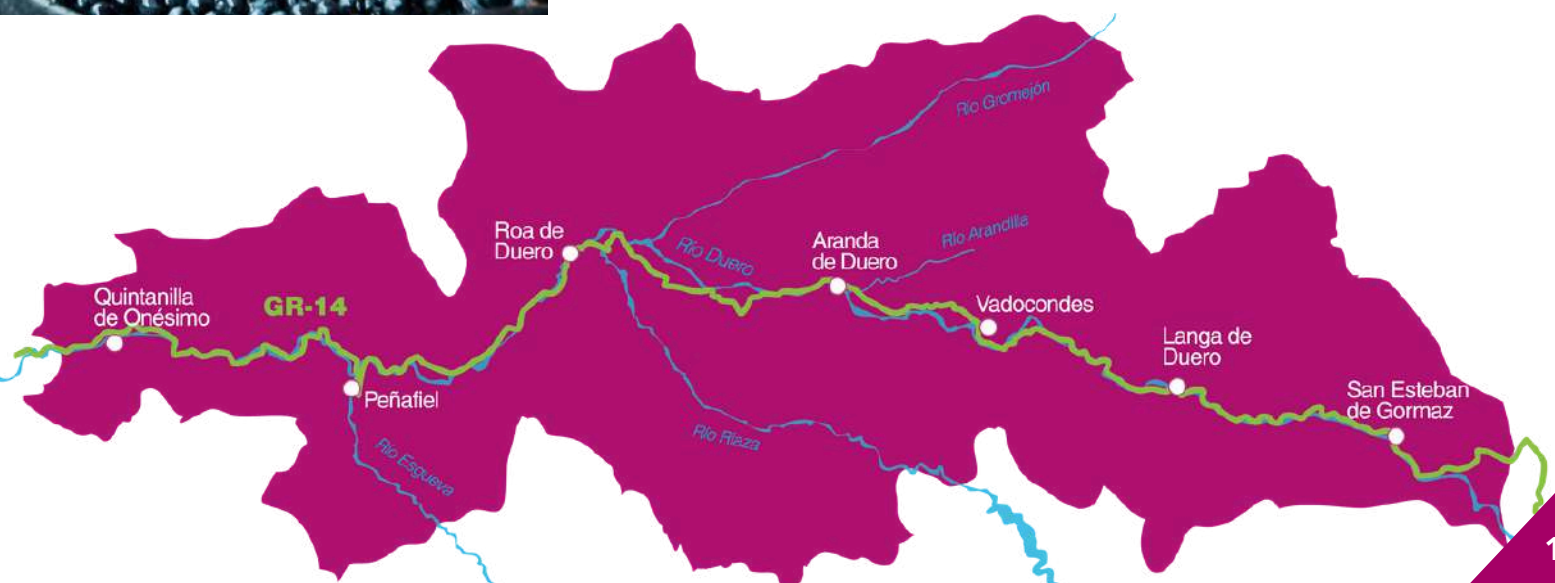 Río Gromejón
Roa de
Duero
Río Duero
Aranda
de Duero
Río Arandilla
Quintanilla
de Onésimo
GR-14
Vadocondes
Langa de
Duero
Peñafiel
San Esteban
de Gormaz
Río Riaza
Río Esgueva
1